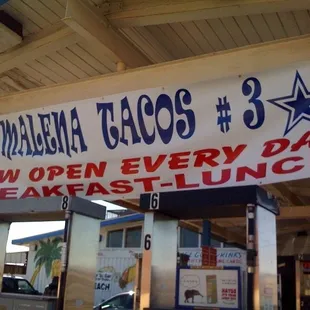 MALENA TACOS # 3
W OPEN EVERY DA
EAKFAST-LUNC
8
6
6